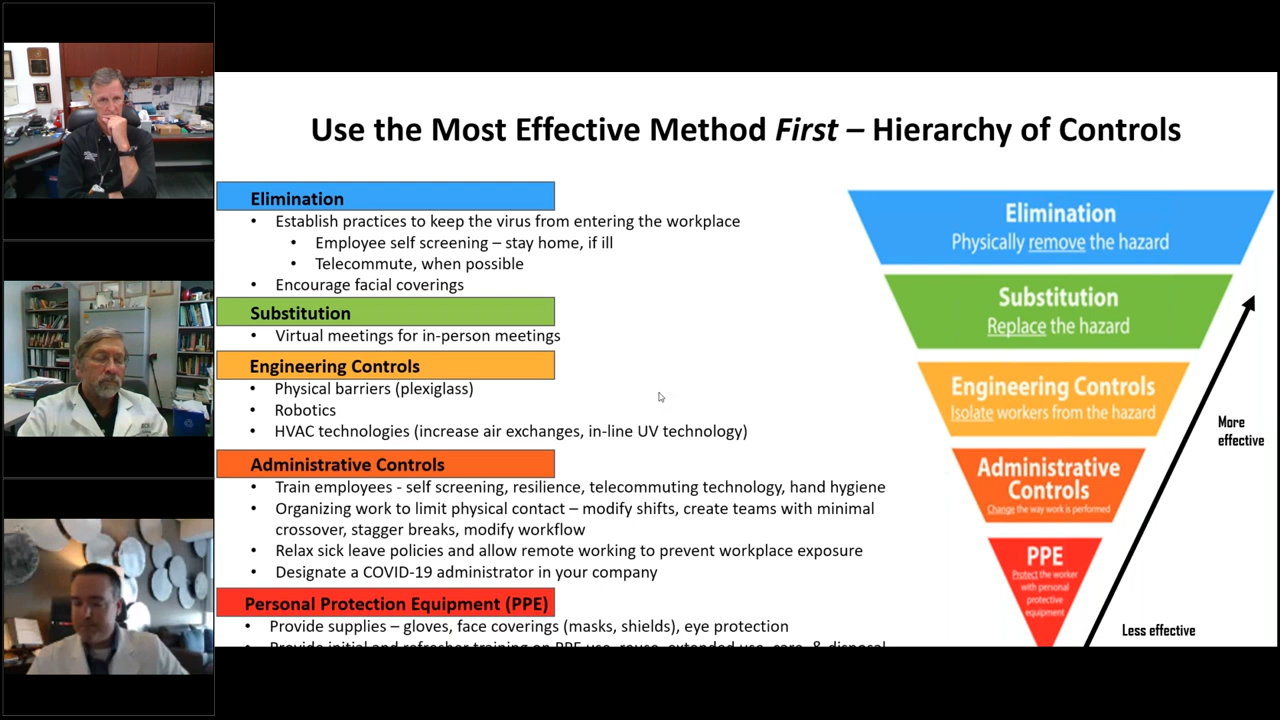 Use the Most Effective Method First – Hierarchy of Controls
Elimination
• Establish practices to keep the virus from entering the workplace
• Employee self screening – stay home, if ill
• Telecommute, when possible
• Encourage facial coverings
Substitution
• Virtual meetings for in-person meetings
Engineering Controls
• Physical barriers (plexiglass)
• Robotics
• HVAC technologies (increase air exchanges, in-line UV technology)
Administrative Controls
• Train employees - self screening, resilience, telecommuting technology, hand hygiene
• Organizing work to limit physical contact – modify shifts, create teams with minimal
crossover, stagger breaks, modify workflow
• Relax sick leave policies and allow remote working to prevent workplace exposure
• Designate a COVID-19 administrator in your company
Personal Protection Equipment (PPE)
• Provide supplies – gloves, face coverings (masks, shields), eye protection
• Provide initial and refresher training on PPE use, reuse, extended use, care, & disposal
Elimination
Physically remove the hazard
Substitution
Replace the hazard
Engineering Controls
Isolate workers from the hazard
Administrative
Controls
Change the way work is performed
PPE
Protect the worker
with personal
protective
equipment
More
effective
Less effective